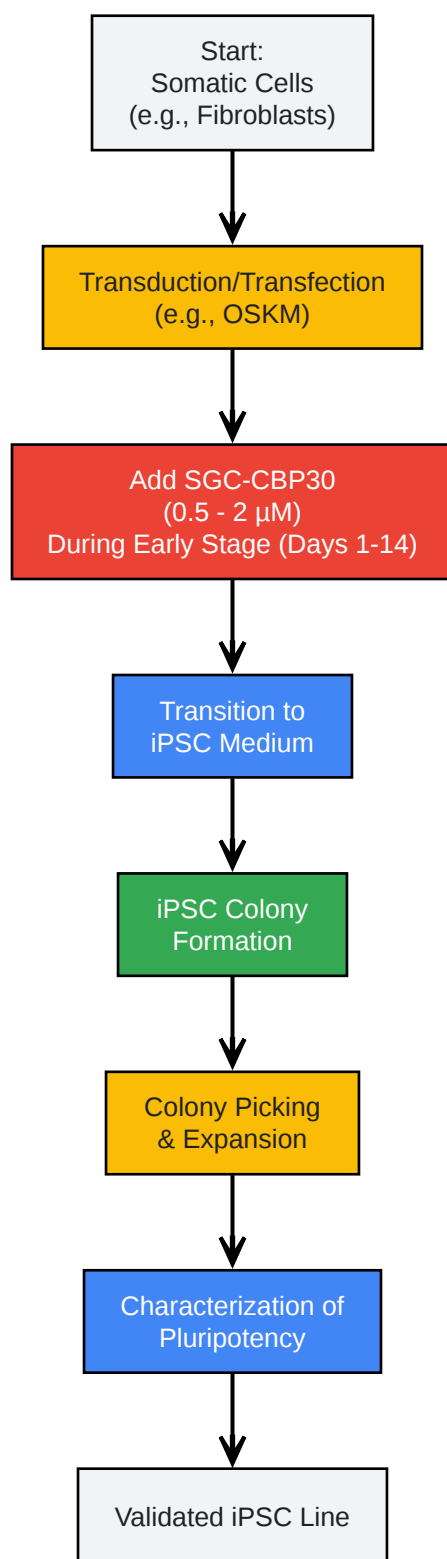 Start:
Somatic Cells
(e.g., Fibroblasts)
Transduction/Transfection
(e.g., OSKM)
Add SGC-CBP30
(0.5 - 2 µM)
During Early Stage (Days 1-14)
Transition to
iPSC Medium
iPSC Colony
Formation
Colony Picking
& Expansion
Characterization of
Pluripotency
Validated iPSC Line